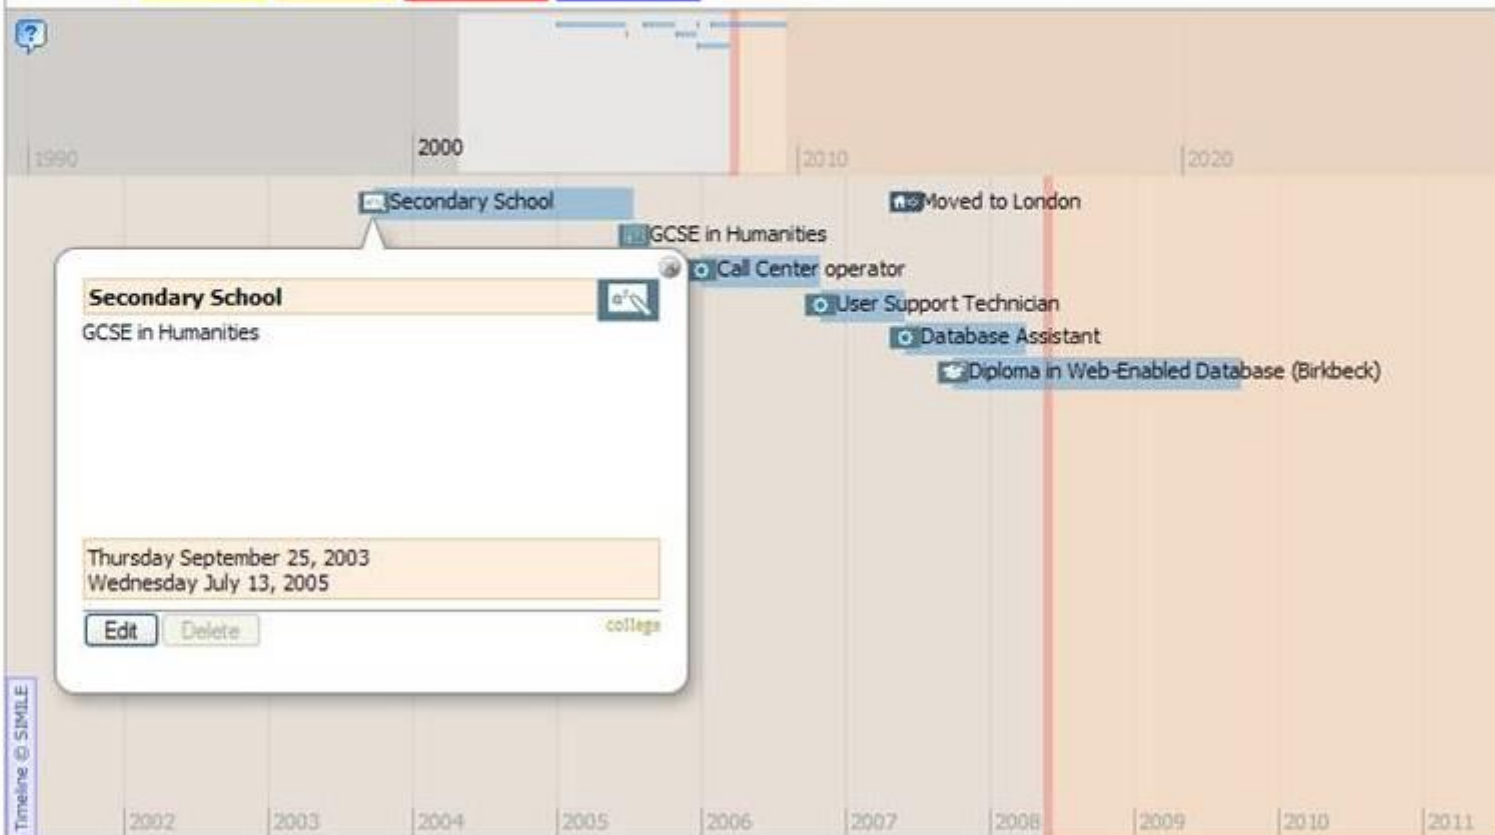 1990
2000
2010
2020
Secondary School
Moved to London
GCSE in Humanities
Call Center operator
User Support Technician
Database Assistant
Diploma in Web-Enabled Database (Birkbeck)
Secondary School
GCSE in Humanities
Thursday September 25, 2003
Wednesday July 13, 2005
Edit
Delete
college
Timeline © SIMILE
2002
2003
2004
2005
2006
2007
2008
2009
2010
2011